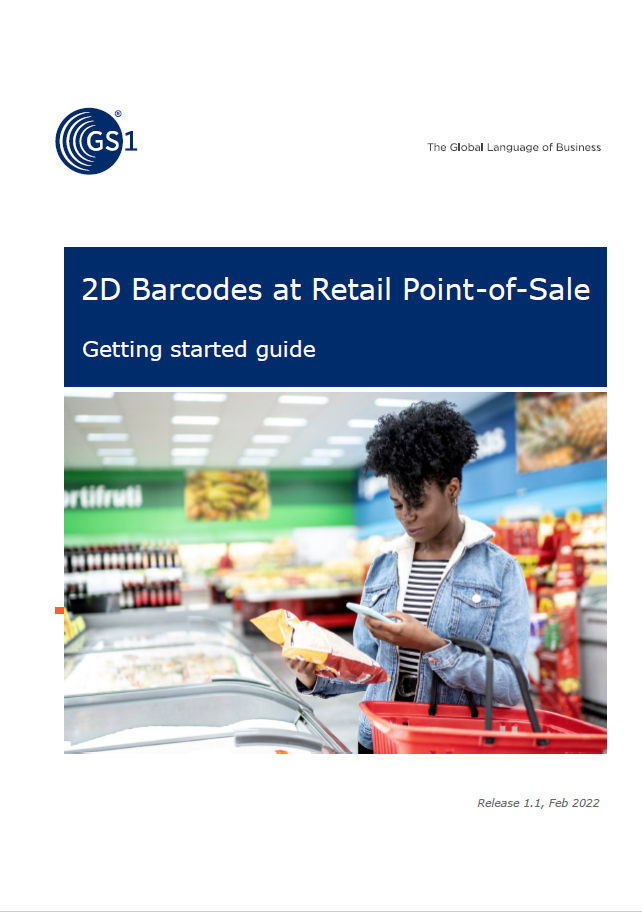 GS1
®
The Global Language of Business
2D Barcodes at Retail Point-of-Sale
Getting started guide
ortifruti
Release 1.1, Feb 2022